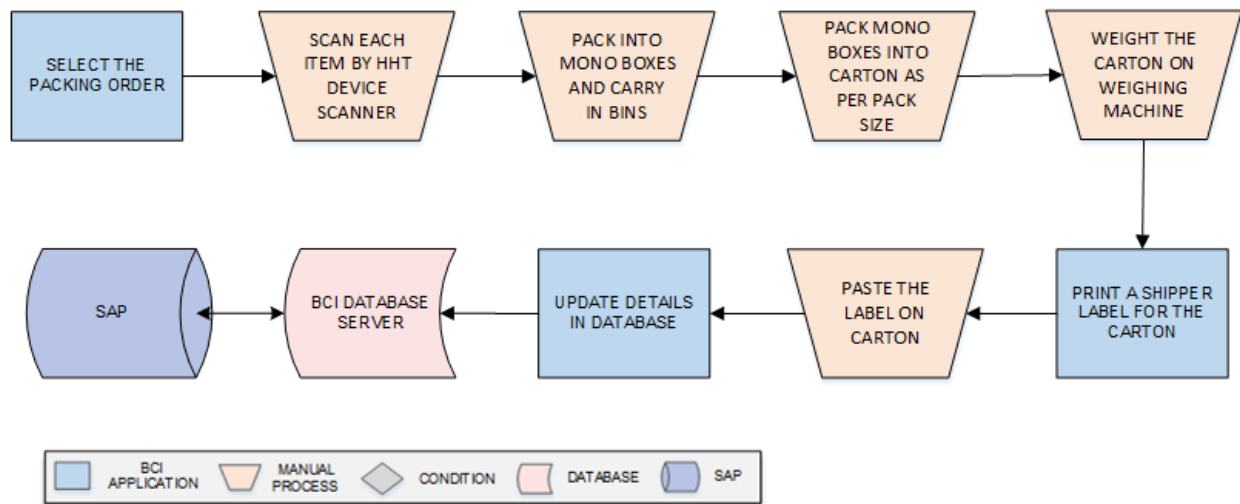 SELECT THE
PACKING ORDER
SCAN EACH
ITEM BY HHT
DEVICE
SCANNER
PACK INTO
MONO BOXES
AND CARRY
IN BINS
PACK MONO
BOXES INTO
CARTON AS
PER PACK
SIZE
WEIGHT THE
CARTON ON
WEIGHING
MACHINE
SAP
BCI DATABASE
SERVER
UPDATE DETAILS
IN DATABASE
PASTE THE
LABEL ON
CARTON
PRINT A SHIPPER
LABEL FOR THE
CARTON
BCI
APPLICATION
MANUAL
PROCESS
CONDITION
DATABASE
SAP